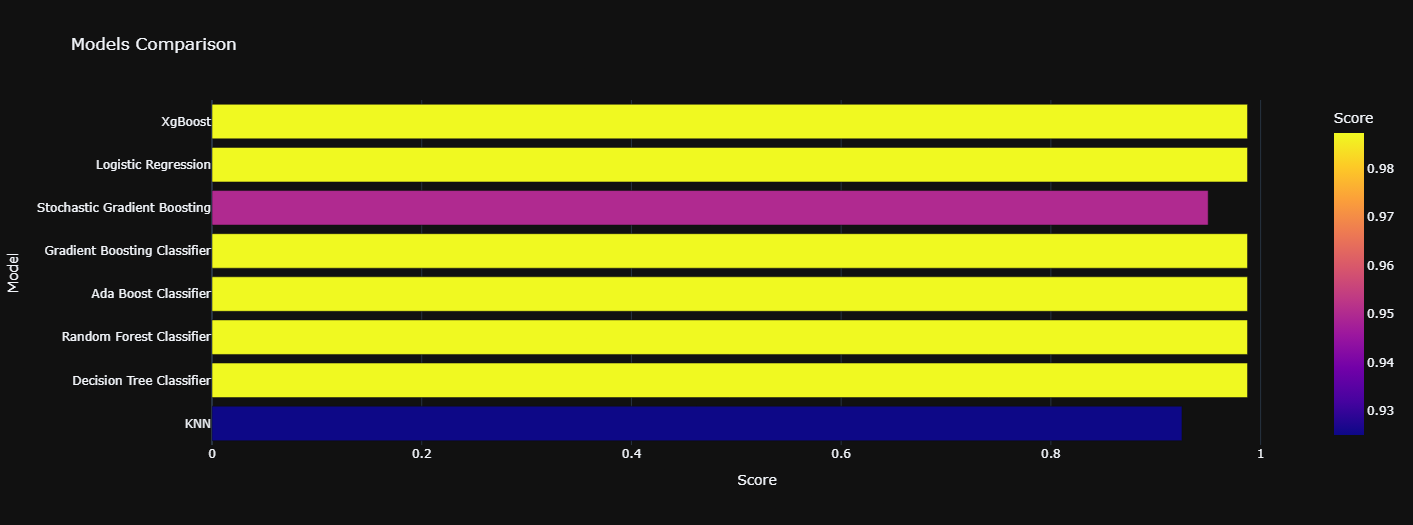 Models Comparison
XgBoost
Logistic Regression
Stochastic Gradient Boosting
Gradient Boosting Classifier
Ada Boost Classifier
Random Forest Classifier
Decision Tree Classifier
KNN
Model
0 0.2 0.4 0.6 0.8 1
Score
Score
0.98
0.97
0.96
0.95
0.94
0.93